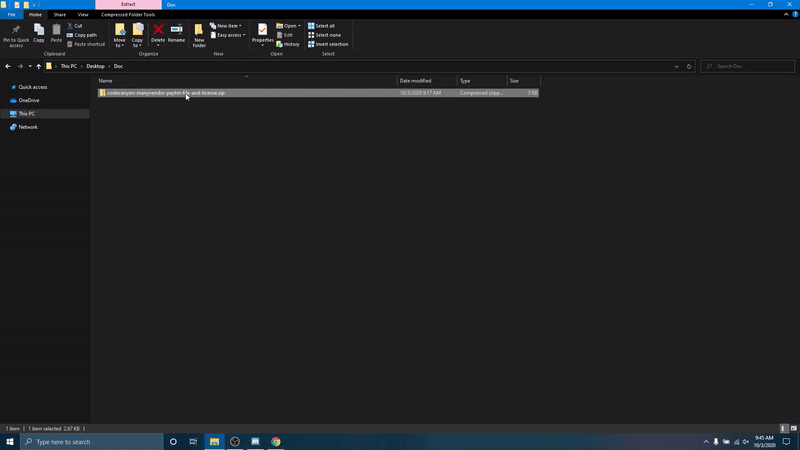 Extract
Doc
File
Home
Share
View
Compressed Folder Tools
Pin to Quick access
Copy
Paste
Cut
Copy path
Paste shortcut
Clipboard
Move to
Copy to
Delete
Rename
Organize
New folder
New item
Easy access
New
Properties
Open
Edit
History
Open
Select all
Select none
Invert selection
Select
This PC
Desktop
Doc
Search Doc
Name
Date modified
Type
Size
codecanyon-manyvendor-paytm-file-and-license.zip
10/3/2020 9:17 AM
Compressed (zipp...
3 KB
Quick access
OneDrive
This PC
Network
1 item
1 item selected 2.67 KB
Type here to search
9:45 AM
10/3/2020